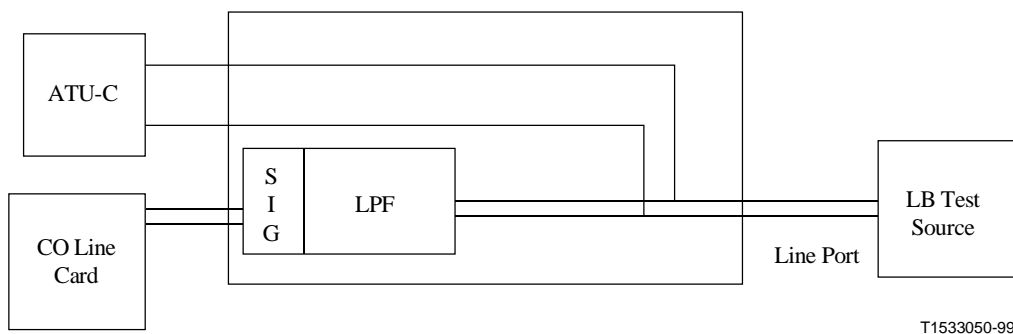 ATU-C
S
I
G
LPF
CO Line
Card
LB Test
Source
Line Port
T1533050-99